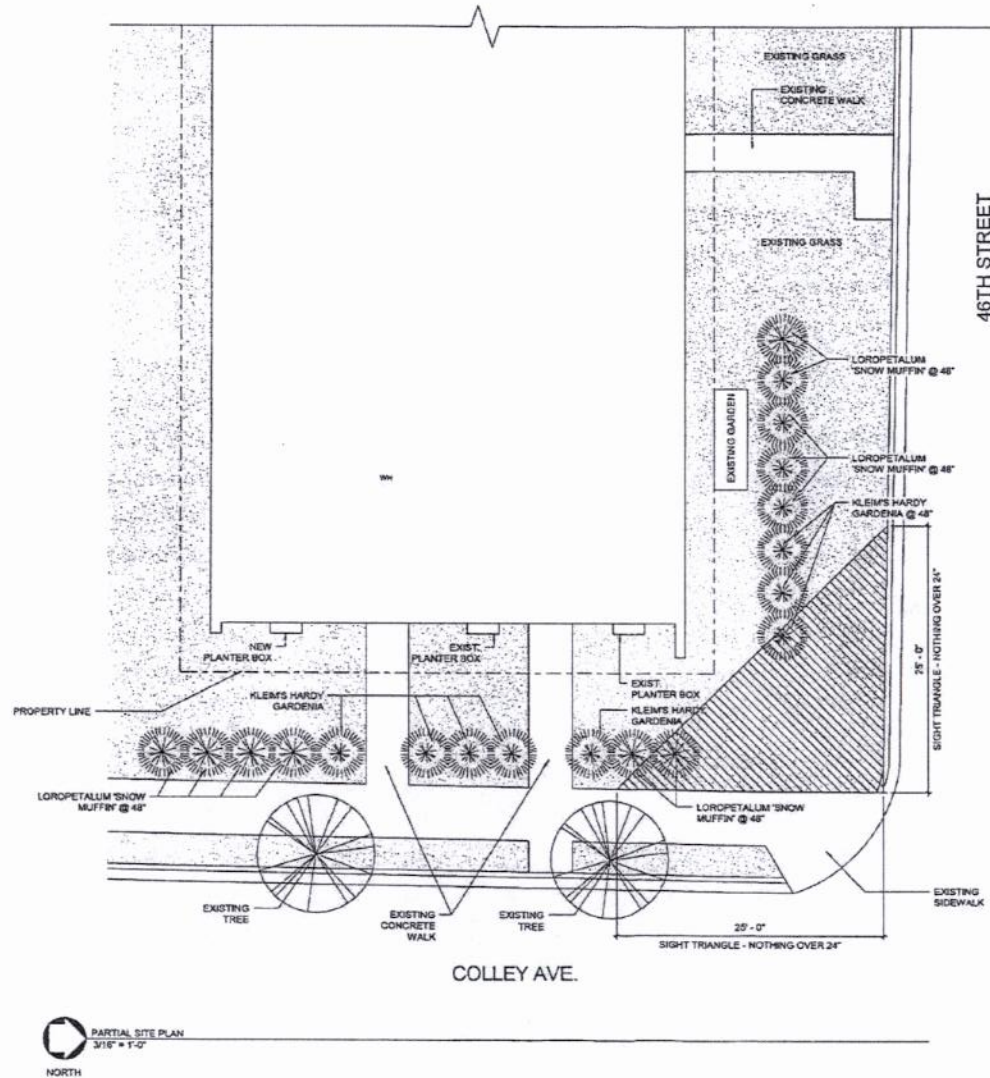 EXISTING GRASS
EXISTING
CONCRETE WALK
46TH STREET
EXISTING GRASS
LOROPETALUM
'SNOW MUFFIN' @ 48"
EXISTING GARDEN
LOROPETALUM
'SNOW MUFFIN' @ 48"
WH
KLEIM'S HARDY
GARDENIA @ 48"
25' - 0"
SIGHT TRIANGLE - NOTHING OVER 24"
NEW
PLANTER BOX
EXIST.
PLANTER BOX
EXIST.
PLANTER BOX
PROPERTY LINE
KLEIM'S HARDY
GARDENIA
KLEIM'S HARDY
GARDENIA
LOROPETALUM 'SNOW
MUFFIN' @ 48"
LOROPETALUM 'SNOW
MUFFIN' @ 48"
EXISTING
TREE
EXISTING
CONCRETE
WALK
EXISTING
TREE
EXISTING
SIDEWALK
25' - 0"
SIGHT TRIANGLE - NOTHING OVER 24"
COLLEY AVE.
PARTIAL SITE PLAN
3/16" = 1'-0"
NORTH